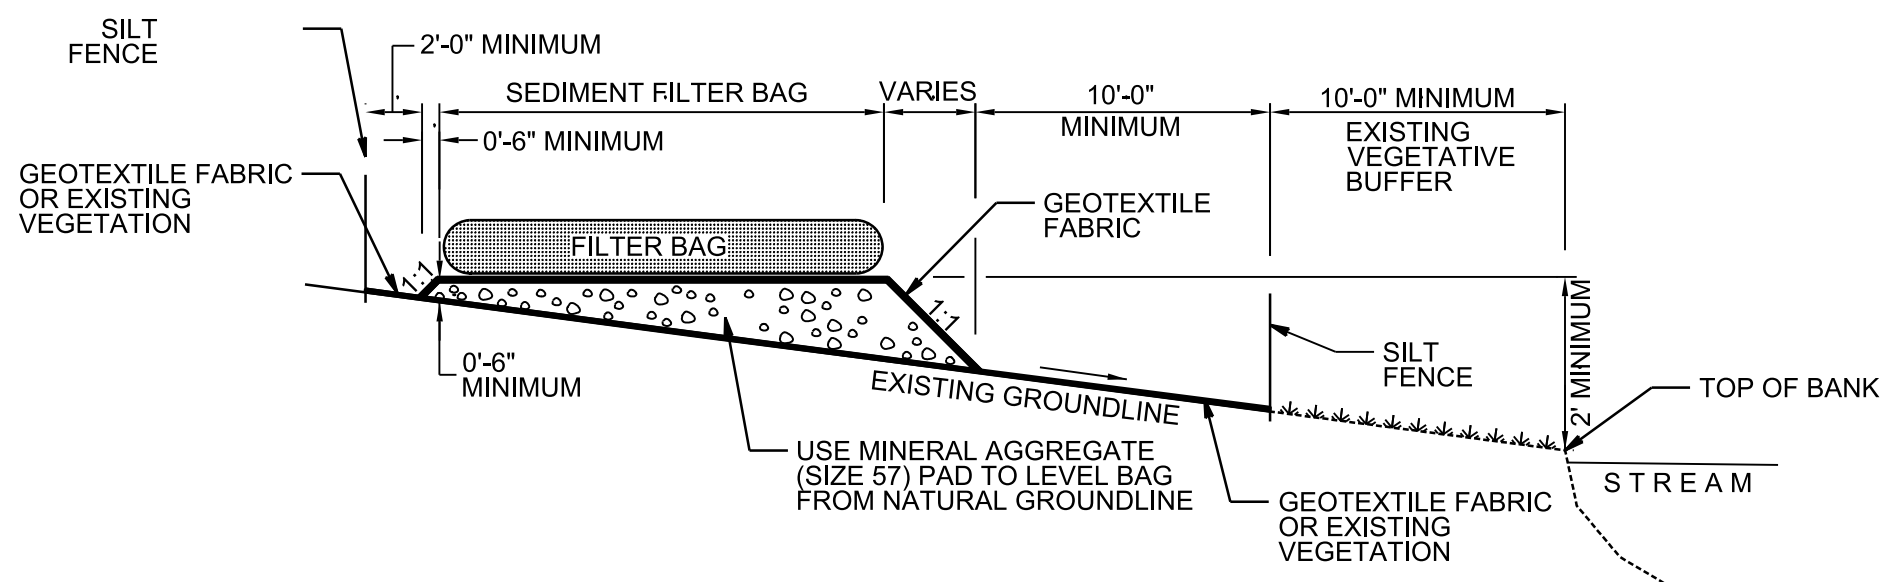 SILT
FENCE
2'-0" MINIMUM
SEDIMENT FILTER BAG
VARIES
10'-0"
MINIMUM
10'-0" MINIMUM
EXISTING
VEGETATIVE
BUFFER
0'-6" MINIMUM
GEOTEXTILE FABRIC
OR EXISTING
VEGETATION
GEOTEXTILE
FABRIC
FILTER BAG
1:1
1:1
2' MINIMUM
0'-6"
MINIMUM
EXISTING GROUNDLINE
SILT
FENCE
TOP OF BANK
USE MINERAL AGGREGATE
(SIZE 57) PAD TO LEVEL BAG
FROM NATURAL GROUNDLINE
STREAM
GEOTEXTILE FABRIC
OR EXISTING
VEGETATION